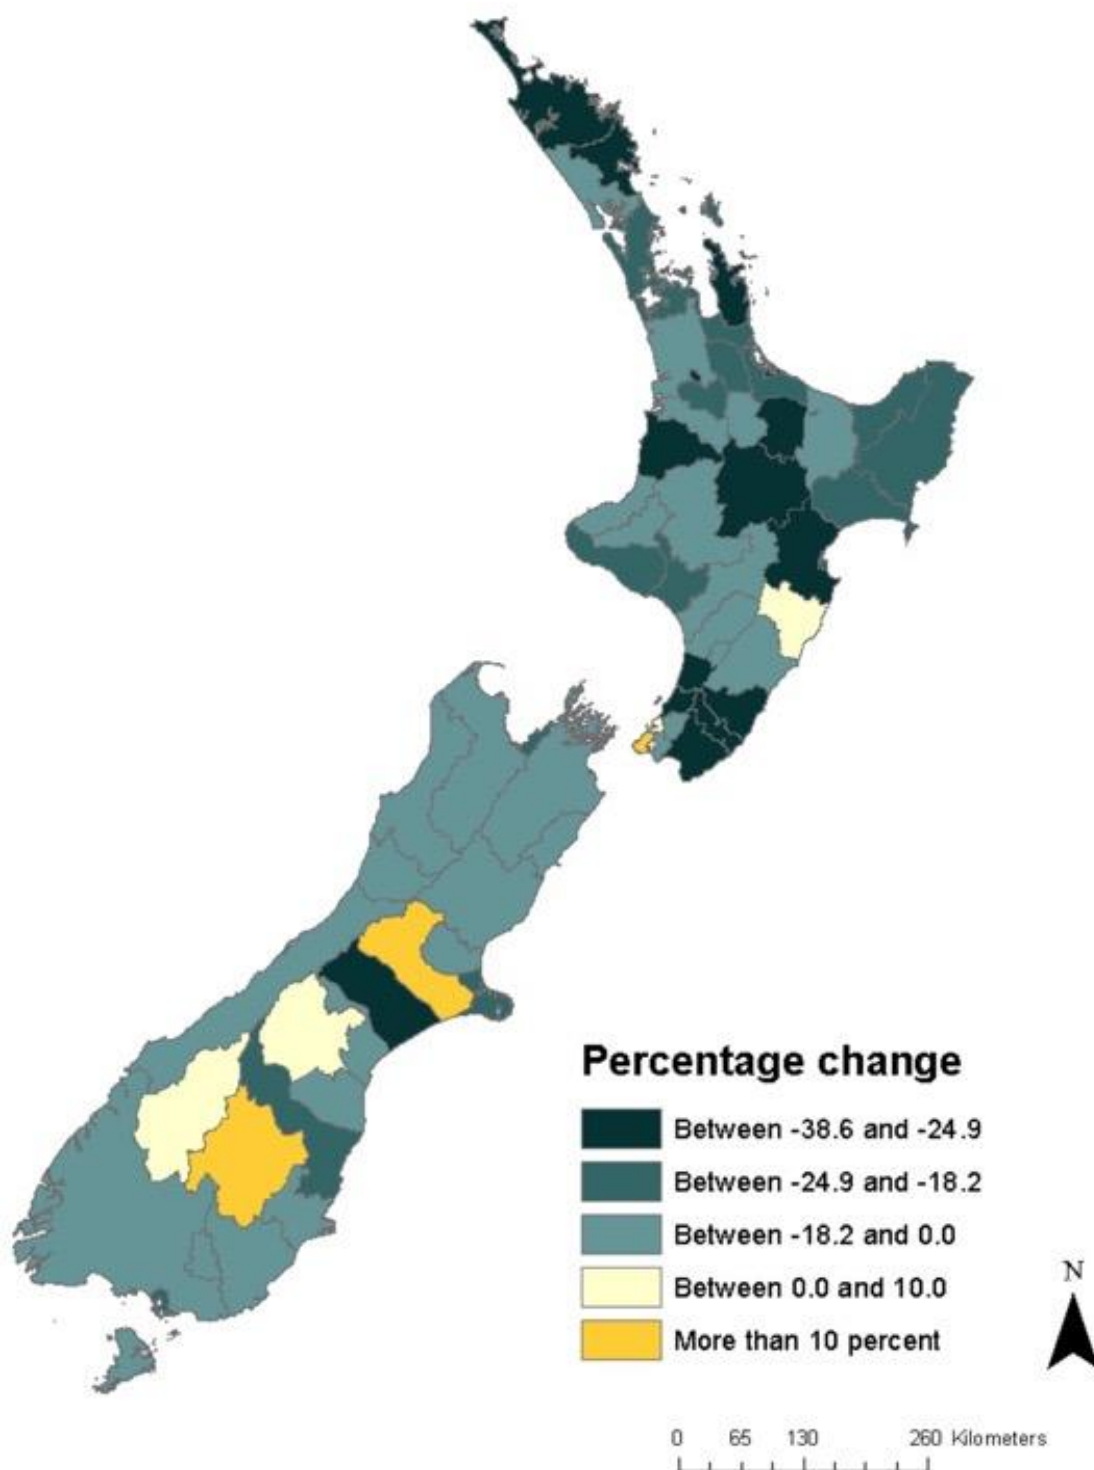 Percentage change
Between -38.6 and -24.9
Between -24.9 and -18.2
Between -18.2 and 0.0
Between 0.0 and 10.0
More than 10 percent
N
0 65 130 260 Kilometers